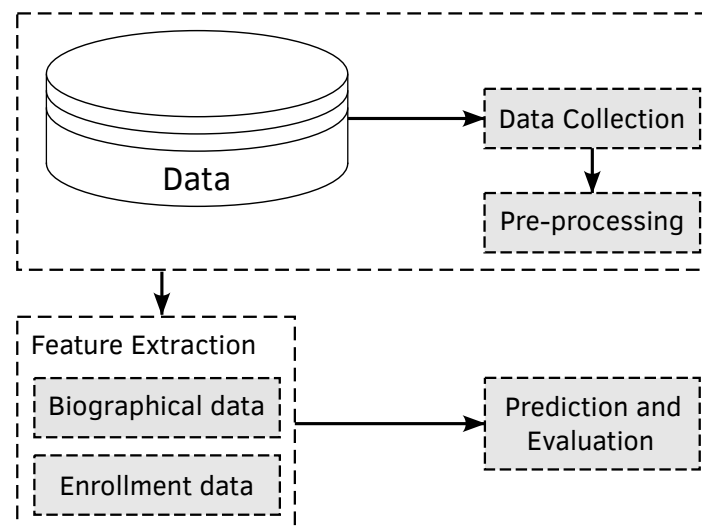 Data
Data Collection
Pre-processing
Feature Extraction
Biographical data
Enrollment data
Prediction and
Evaluation